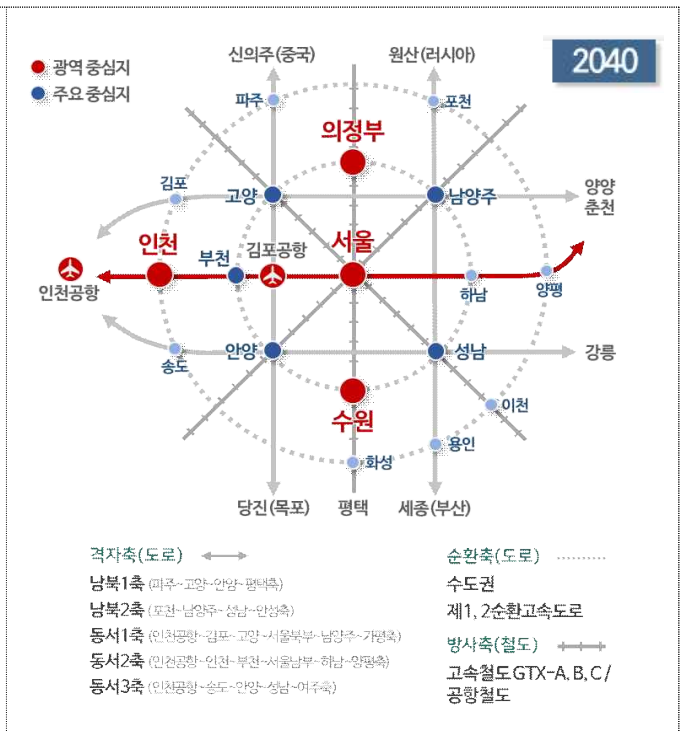 신의주(중국)
원산(러시아)
2040
광역 중심지
주요 중심지
파주
포천
의정부
김포
고양
남양주
양양
춘천
인천
부천
김포공항
서울
인천공항
하남
양평
송도
안양
성남
강릉
수원
이천
용인
화성
당진(목포)
평택
세종(부산)
격자축(도로)
남북1축 (파주~고양~안양~평택축)
남북2축 (포천~남양주~성남~안성축)
동서1축 (인천공항~김포~고양~서울북부~남양주~가평축)
동서2축 (인천공항~인천~부천~서울남부~하남~양평축)
동서3축 (인천공항~송도~안양~성남~여주축)
순환축(도로)
수도권
제1, 2순환고속도로
방사축(철도)
고속철도 GTX-A, B, C /
공항철도